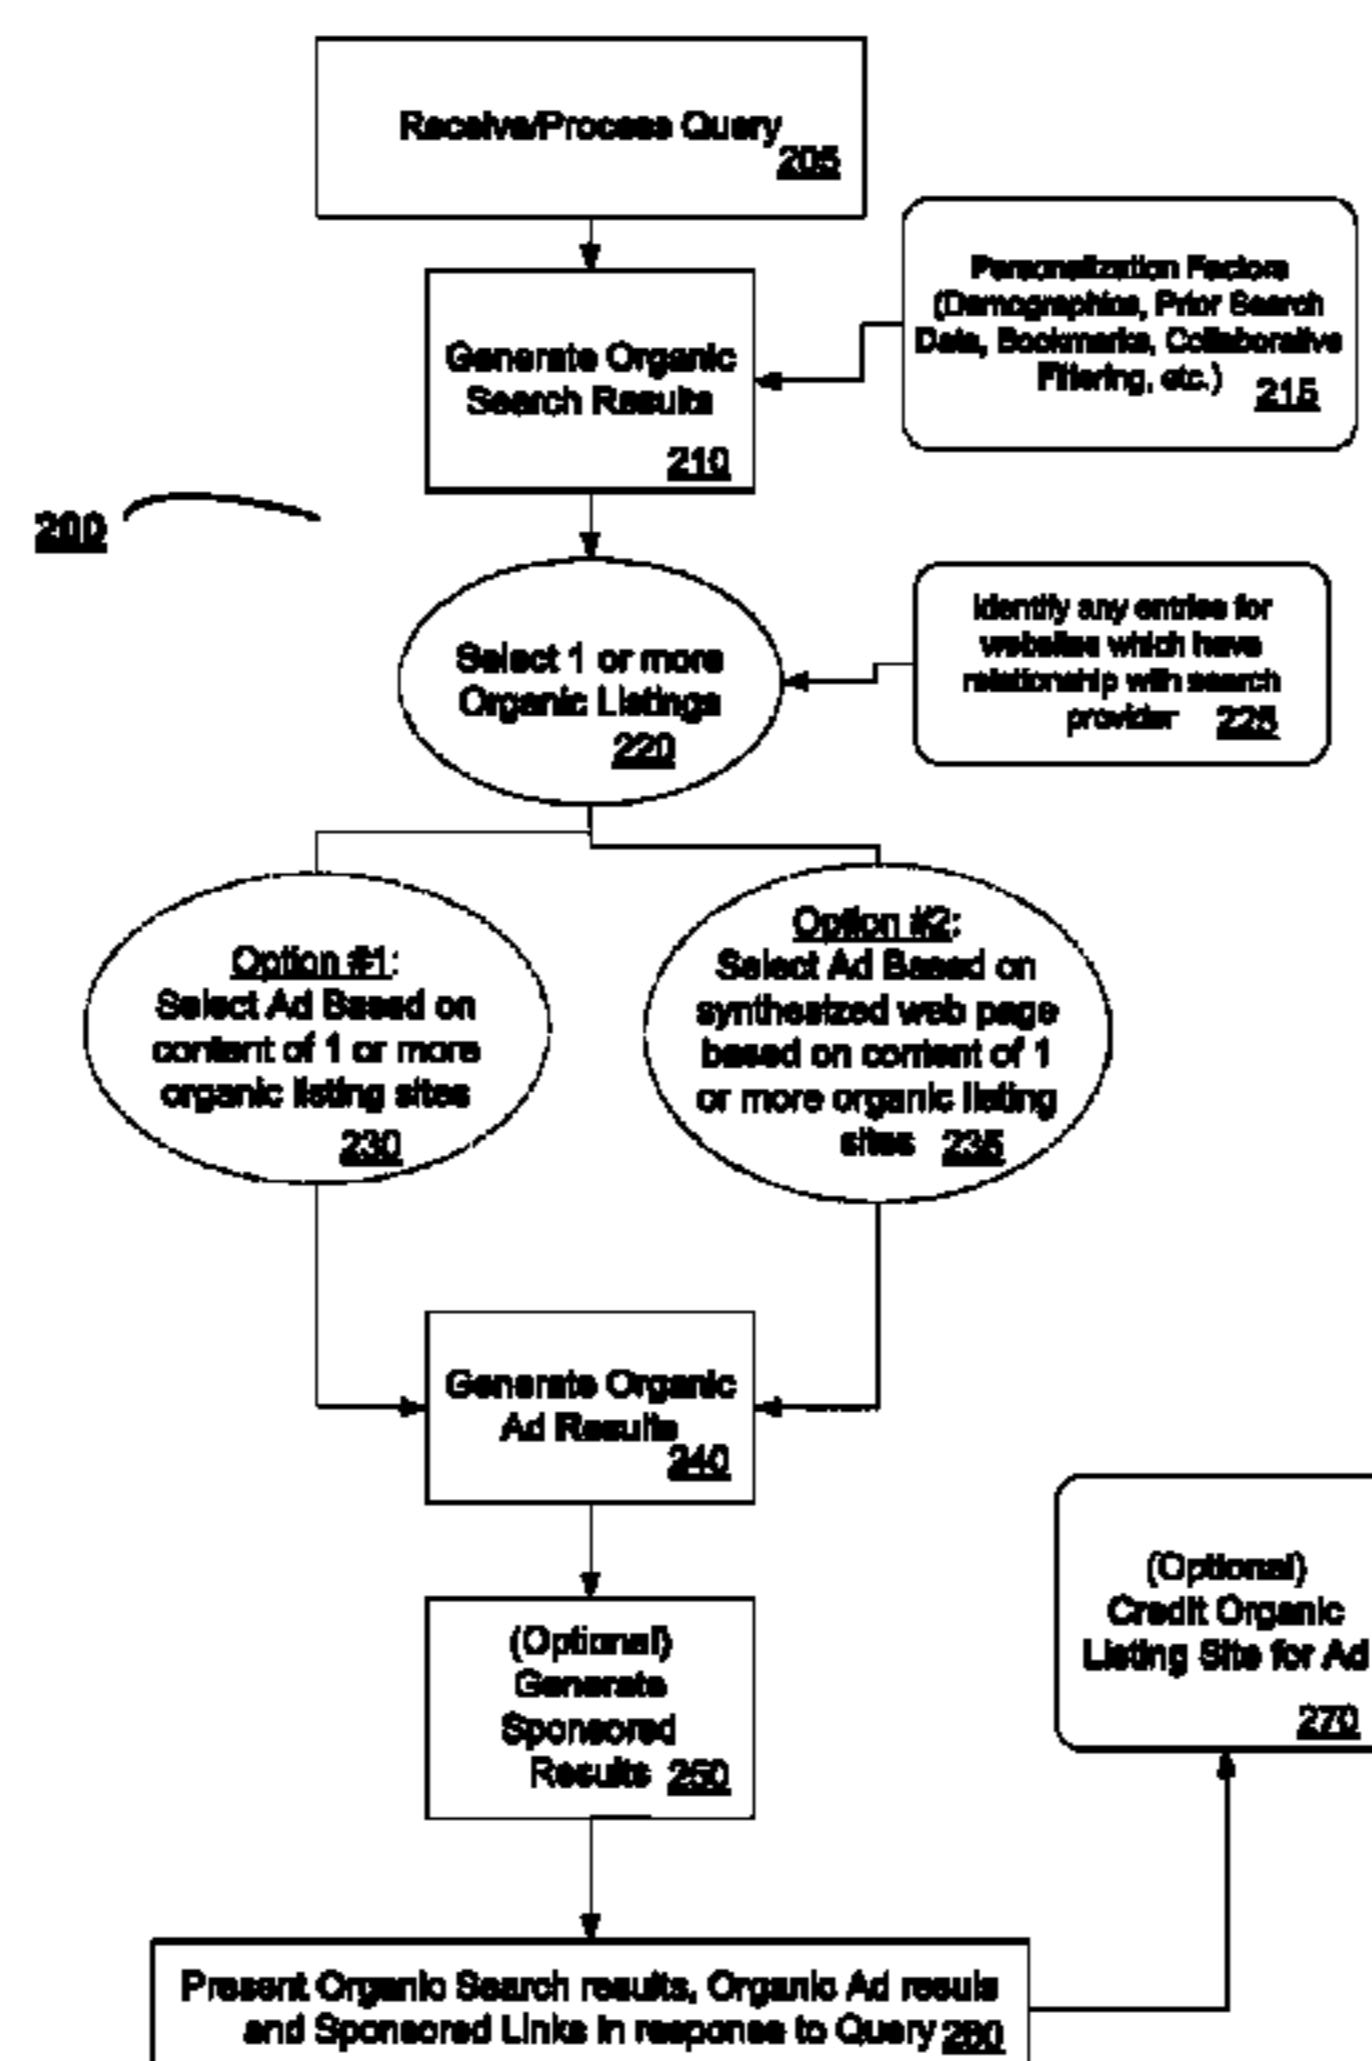 Receive/Process Query
205
Personalization Factors
(Demographics, Prior Search
Data, Bookmarks, Collaborative
Filtering, etc.) 215
Generate Organic
Search Results
210
200
Identify any entries for
websites which have
relationship with search
provider 225
Select 1 or more
Organic Listings
220
Option #1:
Select Ad Based on
content of 1 or more
organic listing sites
230
Option #2:
Select Ad Based on
synthesized web page
based on content of 1
or more organic listing
sites 235
Generate Organic
Ad Results
240
(Optional)
Generate
Sponsored
Results 250
(Optional)
Credit Organic
Listing Site for Ad
270
Present Organic Search results, Organic Ad resuls
and Sponsored Links in response to Query 260